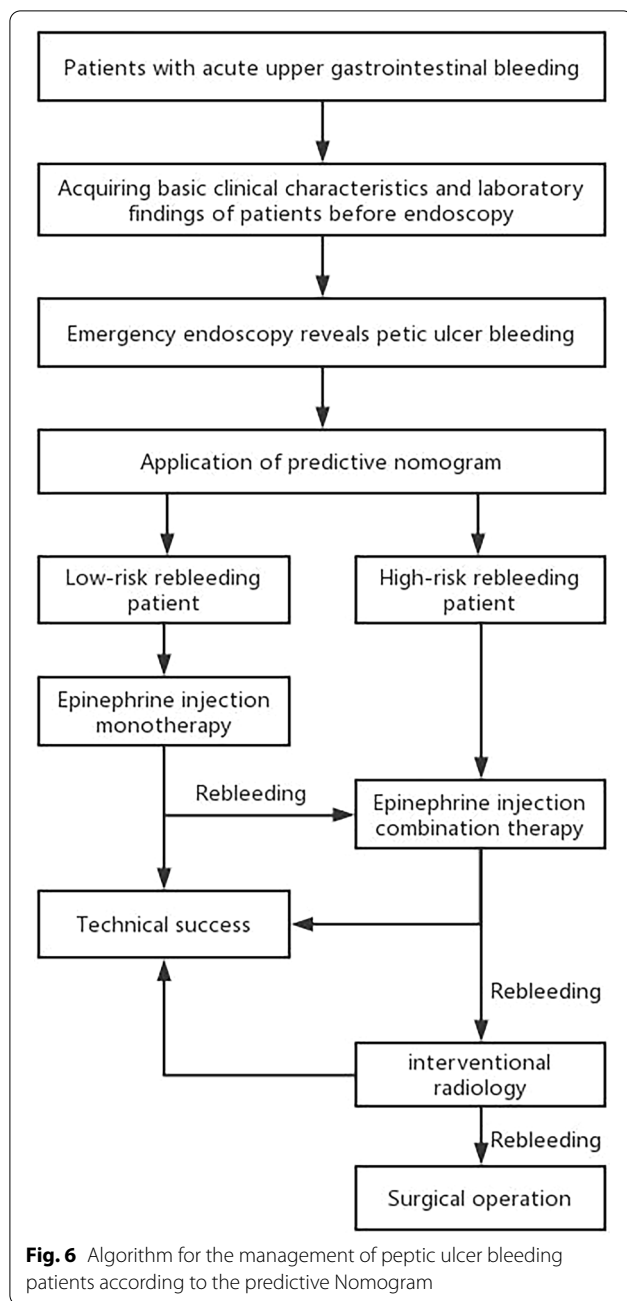 Patients with acute upper gastrointestinal bleeding
Acquiring basic clinical characteristics and laboratory
findings of patients before endoscopy
Emergency endoscopy reveals petic ulcer bleeding
Application of predictive nomogram
Low-risk rebleeding
patient
High-risk rebleeding
patient
Epinephrine injection
monotherapy
Rebleeding
Epinephrine injection
combination therapy
Technical success
Rebleeding
interventional
radiology
Rebleeding
Surgical operation
Fig. 6 Algorithm for the management of peptic ulcer bleeding
patients according to the predictive Nomogram